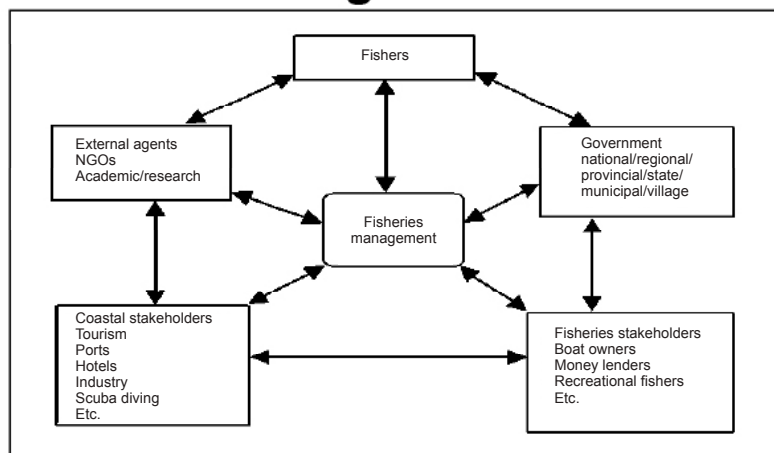 Fishers
External agents
NGOs
Academic/research
Government
national/regional/
provincial/state/
municipal/village
Fisheries
management
Coastal stakeholders
Tourism
Ports
Hotels
Industry
Scuba diving
Etc.
Fisheries stakeholders
Boat owners
Money lenders
Recreational fishers
Etc.